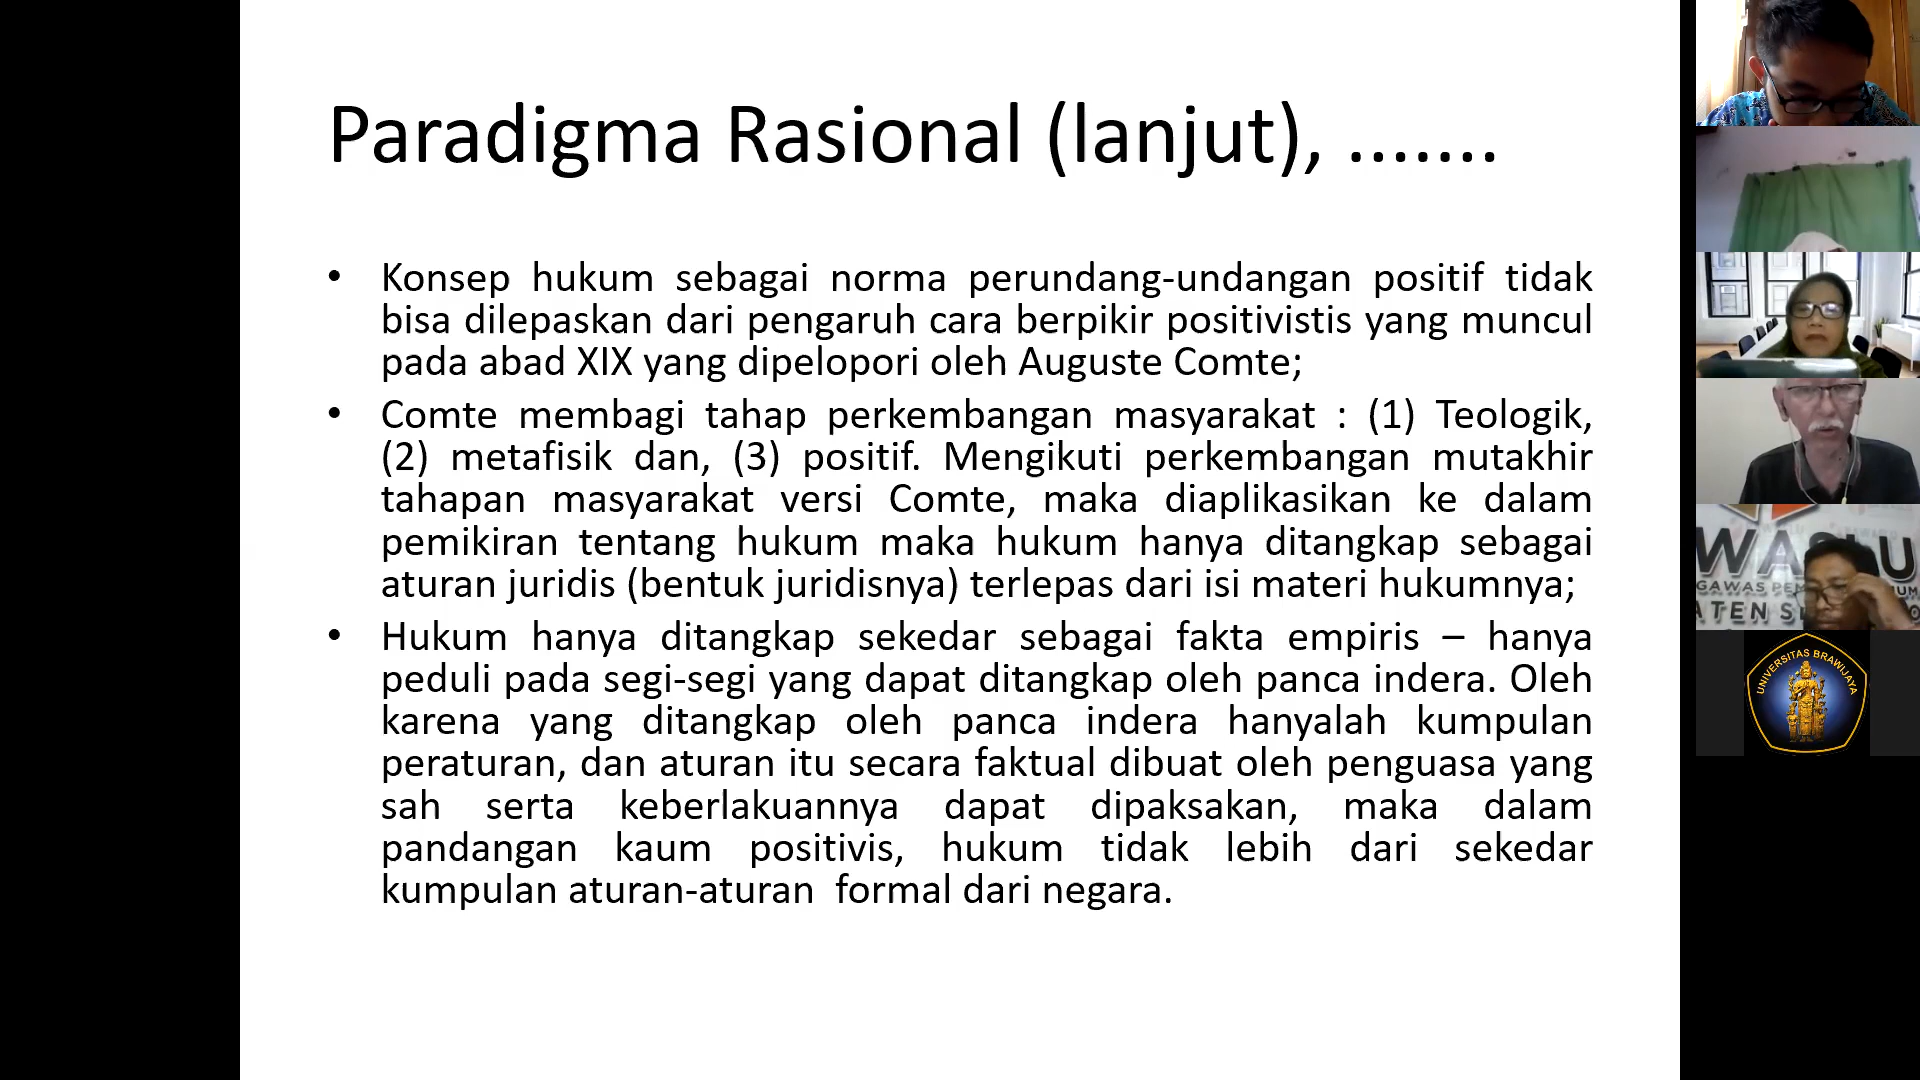 Paradigma Rasional (lanjut), .......
• Konsep hukum sebagai norma perundang-undangan positif tidak
bisa dilepaskan dari pengaruh cara berpikir positivistis yang muncul
pada abad XIX yang dipelopori oleh Auguste Comte;
• Comte membagi tahap perkembangan masyarakat : (1) Teologik,
(2) metafisik dan, (3) positif. Mengikuti perkembangan mutakhir
tahapan masyarakat versi Comte, maka diaplikasikan ke dalam
pemikiran tentang hukum maka hukum hanya ditangkap sebagai
aturan juridis (bentuk juridisnya) terlepas dari isi materi hukumnya;
• Hukum hanya ditangkap sekedar sebagai fakta empiris – hanya
peduli pada segi-segi yang dapat ditangkap oleh panca indera. Oleh
karena yang ditangkap oleh panca indera hanyalah kumpulan
peraturan, dan aturan itu secara faktual dibuat oleh penguasa yang
sah serta keberlakuannya dapat dipaksakan, maka dalam
pandangan kaum positivis, hukum tidak lebih dari sekedar
kumpulan aturan-aturan  formal dari negara.
UNIVERSITAS BRAWIJAYA